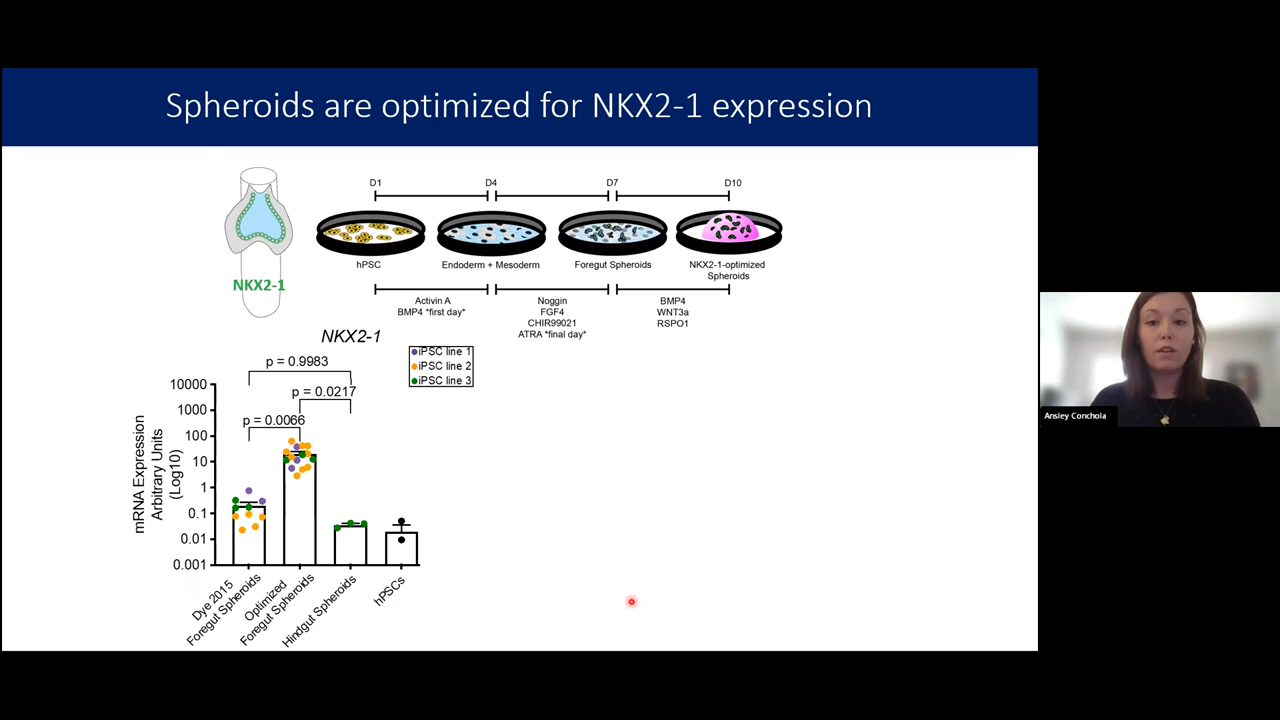 Spheroids are optimized for NKX2-1 expression
D1
D4
D7
D10
hPSC
Endoderm + Mesoderm
Foregut Spheroids
NKX2-1-optimized
Spheroids
NKX2-1
Activin A
BMP4 *first day*
Noggin
FGF4
CHIR99021
ATRA *final day*
BMP4
WNT3a
RSPO1
NKX2-1
iPSC line 1
iPSC line 2
iPSC line 3
p = 0.9983
p = 0.0217
p = 0.0066
mRNA Expression
Arbitrary Units
(Log10)
10000
1000
100
10
1
0.1
0.01
0.001
Dye 2015
Foregut Spheroids
Optimized
Foregut Spheroids
Hindgut Spheroids
hPSCs
Ansley Conchola